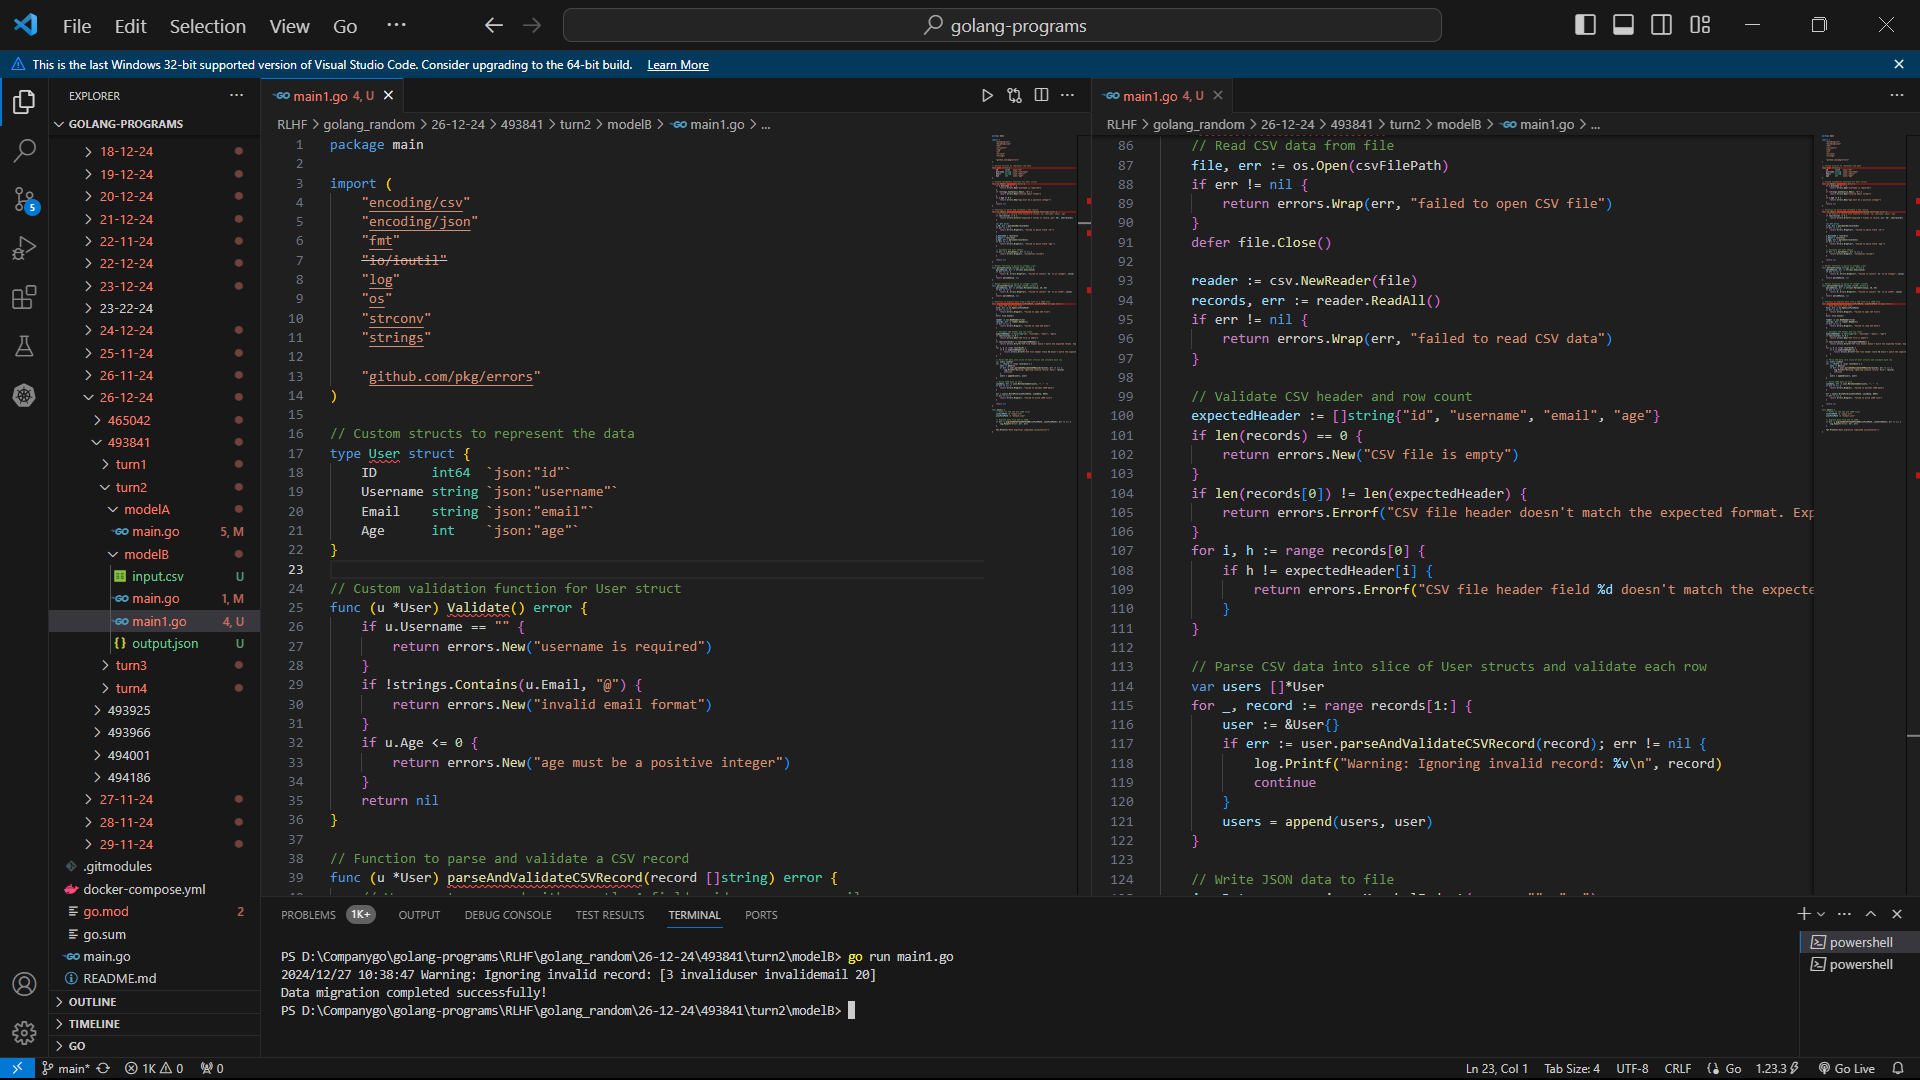 File Edit Selection View Go ···
golang-programs
This is the last Windows 32-bit supported version of Visual Studio Code. Consider upgrading to the 64-bit build. Learn More
EXPLORER
GOLANG-PROGRAMS
18-12-24
19-12-24
20-12-24
21-12-24
22-11-24
22-12-24
23-12-24
23-22-24
24-12-24
25-11-24
26-11-24
26-12-24
465042
493841
turn1
turn2
modelA
main.go 5, M
modelB
input.csv U
main.go 1, M
main1.go 4, U
output.json U
turn3
turn4
493925
493966
494001
494186
27-11-24
28-11-24
29-11-24
.gitmodules
docker-compose.yml
go.mod 2
go.sum
main.go
README.md
OUTLINE
TIMELINE
GO
5
main1.go 4, U
RLHF > golang_random > 26-12-24 > 493841 > turn2 > modelB > main1.go > ...
1 package main
2
3 import (
4 "encoding/csv"
5 "encoding/json"
6 "fmt"
7 "io/ioutil"
8 "log"
9 "os"
10 "strconv"
11 "strings"
12
13 "github.com/pkg/errors"
14 )
15
16 // Custom structs to represent the data
17 type User struct {
18 ID int64 `json:"id"`
19 Username string `json:"username"`
20 Email string `json:"email"`
21 Age int `json:"age"`
22 }
23
24 // Custom validation function for User struct
25 func (u *User) Validate() error {
26 if u.Username == "" {
27 return errors.New("username is required")
28 }
29 if !strings.Contains(u.Email, "@") {
30 return errors.New("invalid email format")
31 }
32 if u.Age <= 0 {
33 return errors.New("age must be a positive integer")
34 }
35 return nil
36 }
37
38 // Function to parse and validate a CSV record
39 func (u *User) parseAndValidateCSVRecord(record []string) error {
main1.go 4, U
RLHF > golang_random > 26-12-24 > 493841 > turn2 > modelB > main1.go > ...
86 // Read CSV data from file
87 file, err := os.Open(csvFilePath)
88 if err != nil {
89 return errors.Wrap(err, "failed to open CSV file")
90 }
91 defer file.Close()
92
93 reader := csv.NewReader(file)
94 records, err := reader.ReadAll()
95 if err != nil {
96 return errors.Wrap(err, "failed to read CSV data")
97 }
98
99 // Validate CSV header and row count
100 expectedHeader := []string{"id", "username", "email", "age"}
101 if len(records) == 0 {
102 return errors.New("CSV file is empty")
103 }
104 if len(records[0]) != len(expectedHeader) {
105 return errors.Errorf("CSV file header doesn't match the expected format. Exp
106 }
107 for i, h := range records[0] {
108 if h != expectedHeader[i] {
109 return errors.Errorf("CSV file header field %d doesn't match the expecte
110 }
111 }
112
113 // Parse CSV data into slice of User structs and validate each row
114 var users []*User
115 for _, record := range records[1:] {
116 user := &User{}
117 if err := user.parseAndValidateCSVRecord(record); err != nil {
118 log.Printf("Warning: Ignoring invalid record: %v\n", record)
119 continue
120 }
121 users = append(users, user)
122 }
123
124 // Write JSON data to file
PROBLEMS 1K+ OUTPUT DEBUG CONSOLE TEST RESULTS TERMINAL PORTS
powershell
powershell
PS D:\Companygo\golang-programs\RLHF\golang_random\26-12-24\493841\turn2\modelB> go run main1.go
2024/12/27 10:38:47 Warning: Ignoring invalid record: [3 invaliduser invalidemail 20]
Data migration completed successfully!
PS D:\Companygo\golang-programs\RLHF\golang_random\26-12-24\493841\turn2\modelB>
main* 1K 0 0 Ln 23, Col 1 Tab Size: 4 UTF-8 CRLF Go 1.23.3 Go Live